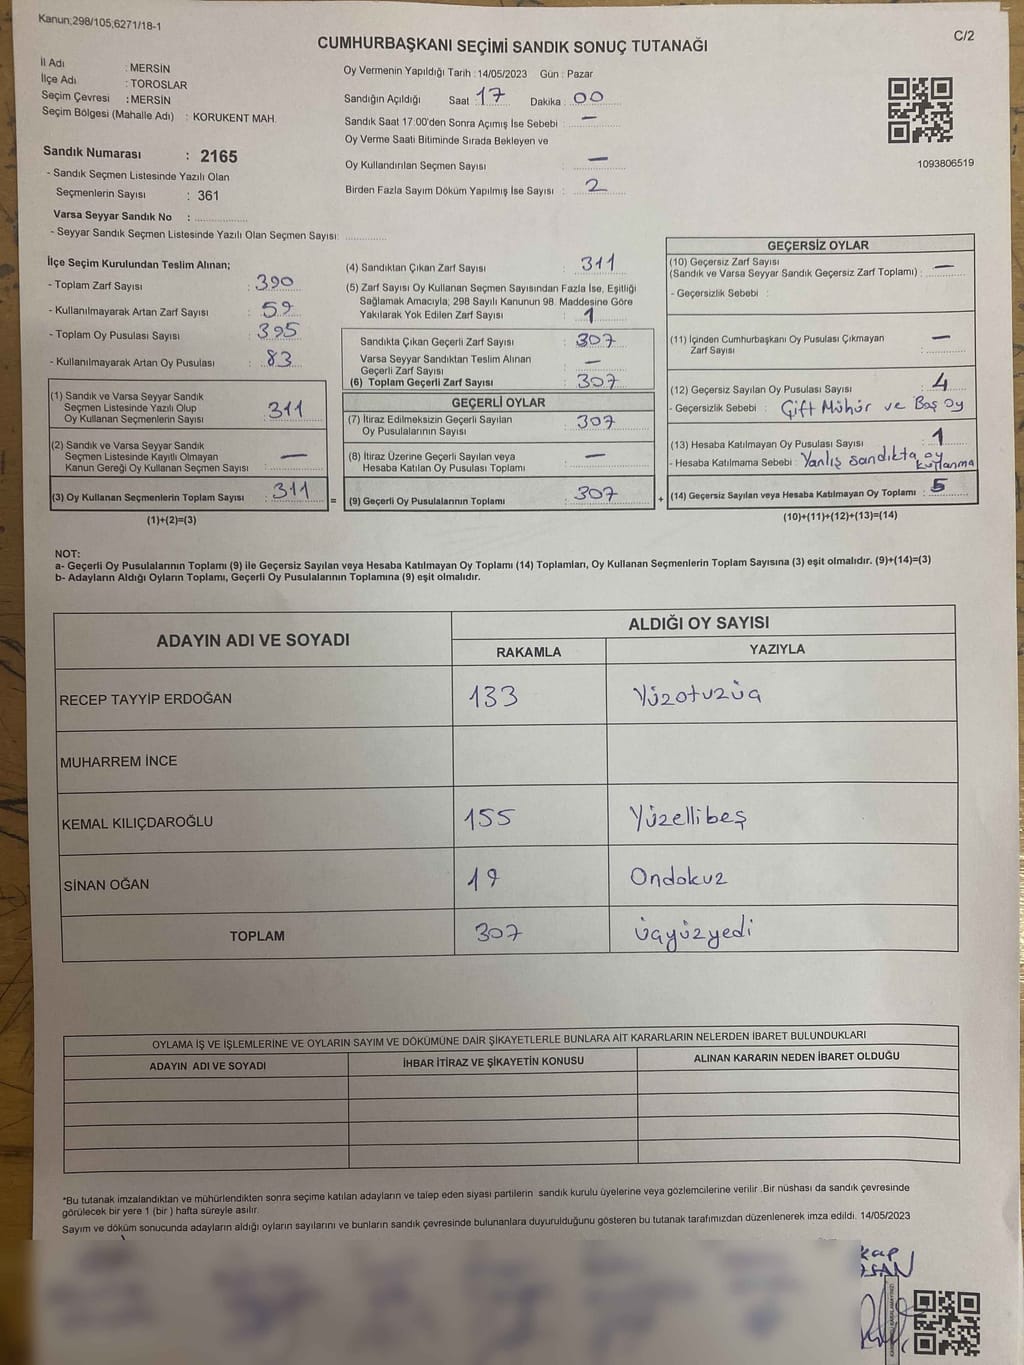 Kanun;298/105,6271/18-1
C/2
CUMHURBAŞKANI SEÇİMİ SANDIK SONUÇ TUTANAĞI
İl Adı : MERSİN
İlçe Adı : TOROSLAR
Seçim Çevresi : MERSİN
Seçim Bölgesi (Mahalle Adı) : KORUKENT MAH.
Sandık Numarası : 2165
- Sandık Seçmen Listesinde Yazılı Olan
Seçmenlerin Sayısı : 361
Varsa Seyyar Sandık No :
- Seyyar Sandık Seçmen Listesinde Yazılı Olan Seçmen Sayısı:
Oy Vermenin Yapıldığı Tarih : 14/05/2023 Gün : Pazar
Sandığın Açıldığı Saat 17 Dakika 00
Sandık Saat 17:00'den Sonra Açımış İse Sebebi : —
Oy Verme Saati Bitiminde Sırada Bekleyen ve
Oy Kullandırılan Seçmen Sayısı —
Birden Fazla Sayım Döküm Yapılmış İse Sayısı : 2
1093806519
İlçe Seçim Kurulundan Teslim Alınan;
- Toplam Zarf Sayısı : 390
- Kullanılmayarak Artan Zarf Sayısı : 59
- Toplam Oy Pusulası Sayısı : 395
- Kullanılmayarak Artan Oy Pusulası : 83
(1) Sandık ve Varsa Seyyar Sandık
Seçmen Listesinde Yazılı Olup
Oy Kullanan Seçmenlerin Sayısı : 311
(2) Sandık ve Varsa Seyyar Sandık
Seçmen Listesinde Kayıtlı Olmayan
Kanun Gereği Oy Kullanan Seçmen Sayısı : —
(3) Oy Kullanan Seçmenlerin Toplam Sayısı : 311 =
(1)+(2)=(3)
(4) Sandıktan Çıkan Zarf Sayısı : 311
(5) Zarf Sayısı Oy Kullanan Seçmen Sayısından Fazla İse, Eşitliği
Sağlamak Amacıyla; 298 Sayılı Kanunun 98. Maddesine Göre
Yakılarak Yok Edilen Zarf Sayısı : 1
Sandıkta Çıkan Geçerli Zarf Sayısı : 307
Varsa Seyyar Sandıktan Teslim Alınan
Geçerli Zarf Sayısı : —
(6) Toplam Geçerli Zarf Sayısı : 307
GEÇERLİ OYLAR
(7) İtiraz Edilmeksizin Geçerli Sayılan
Oy Pusulalarının Sayısı : 307
(8) İtiraz Üzerine Geçerli Sayılan veya
Hesaba Katılan Oy Pusulası Toplamı : —
(9) Geçerli Oy Pusulalarının Toplamı : 307 +
GEÇERSİZ OYLAR
(10) Geçersiz Zarf Sayısı
(Sandık ve Varsa Seyyar Sandık Geçersiz Zarf Toplamı) : —
- Geçersizlik Sebebi :
(11) İçinden Cumhurbaşkanı Oy Pusulası Çıkmayan
Zarf Sayısı : —
(12) Geçersiz Sayılan Oy Pusulası Sayısı : 4
- Geçersizlik Sebebi : Çift Mühür ve Boş oy
(13) Hesaba Katılmayan Oy Pusulası Sayısı : 1
- Hesaba Katılmama Sebebi : Yanlış sandıkta oy kullanma
(14) Geçersiz Sayılan veya Hesaba Katılmayan Oy Toplamı : 5
(10)+(11)+(12)+(13)=(14)
NOT:
a- Geçerli Oy Pusulalarının Toplamı (9) ile Geçersiz Sayılan veya Hesaba Katılmayan Oy Toplamı (14) Toplamları, Oy Kullanan Seçmenlerin Toplam Sayısına (3) eşit olmalıdır. (9)+(14)=(3)
b- Adayların Aldığı Oyların Toplamı, Geçerli Oy Pusulalarının Toplamına (9) eşit olmalıdır.
ADAYIN ADI VE SOYADI
ALDIĞI OY SAYISI
RAKAMLA YAZIYLA
RECEP TAYYİP ERDOĞAN 133 Yüzotuzüç
MUHARREM İNCE
KEMAL KILIÇDAROĞLU 155 Yüzellibeş
SİNAN OĞAN 19 Ondokuz
TOPLAM 307 üçyüzyedi
OYLAMA İŞ VE İŞLEMLERİNE VE OYLARIN SAYIM VE DÖKÜMÜNE DAİR ŞİKAYETLERLE BUNLARA AİT KARARLARIN NELERDEN İBARET BULUNDUKLARI
ADAYIN ADI VE SOYADI İHBAR İTİRAZ VE ŞİKAYETİN KONUSU ALINAN KARARIN NEDEN İBARET OLDUĞU
*Bu tutanak imzalandıktan ve mühürlendikten sonra seçime katılan adayların ve talep eden siyasi partilerin sandık kurulu üyelerine veya gözlemcilerine verilir .Bir nüshası da sandık çevresinde
görülecek bir yere 1 (bir ) hafta süreyle asılır.
Sayım ve döküm sonucunda adayların aldığı oyların sayılarını ve bunların sandık çevresinde bulunanlara duyurulduğunu gösteren bu tutanak tarafımızdan düzenlenerek imza edildi. 14/05/2023